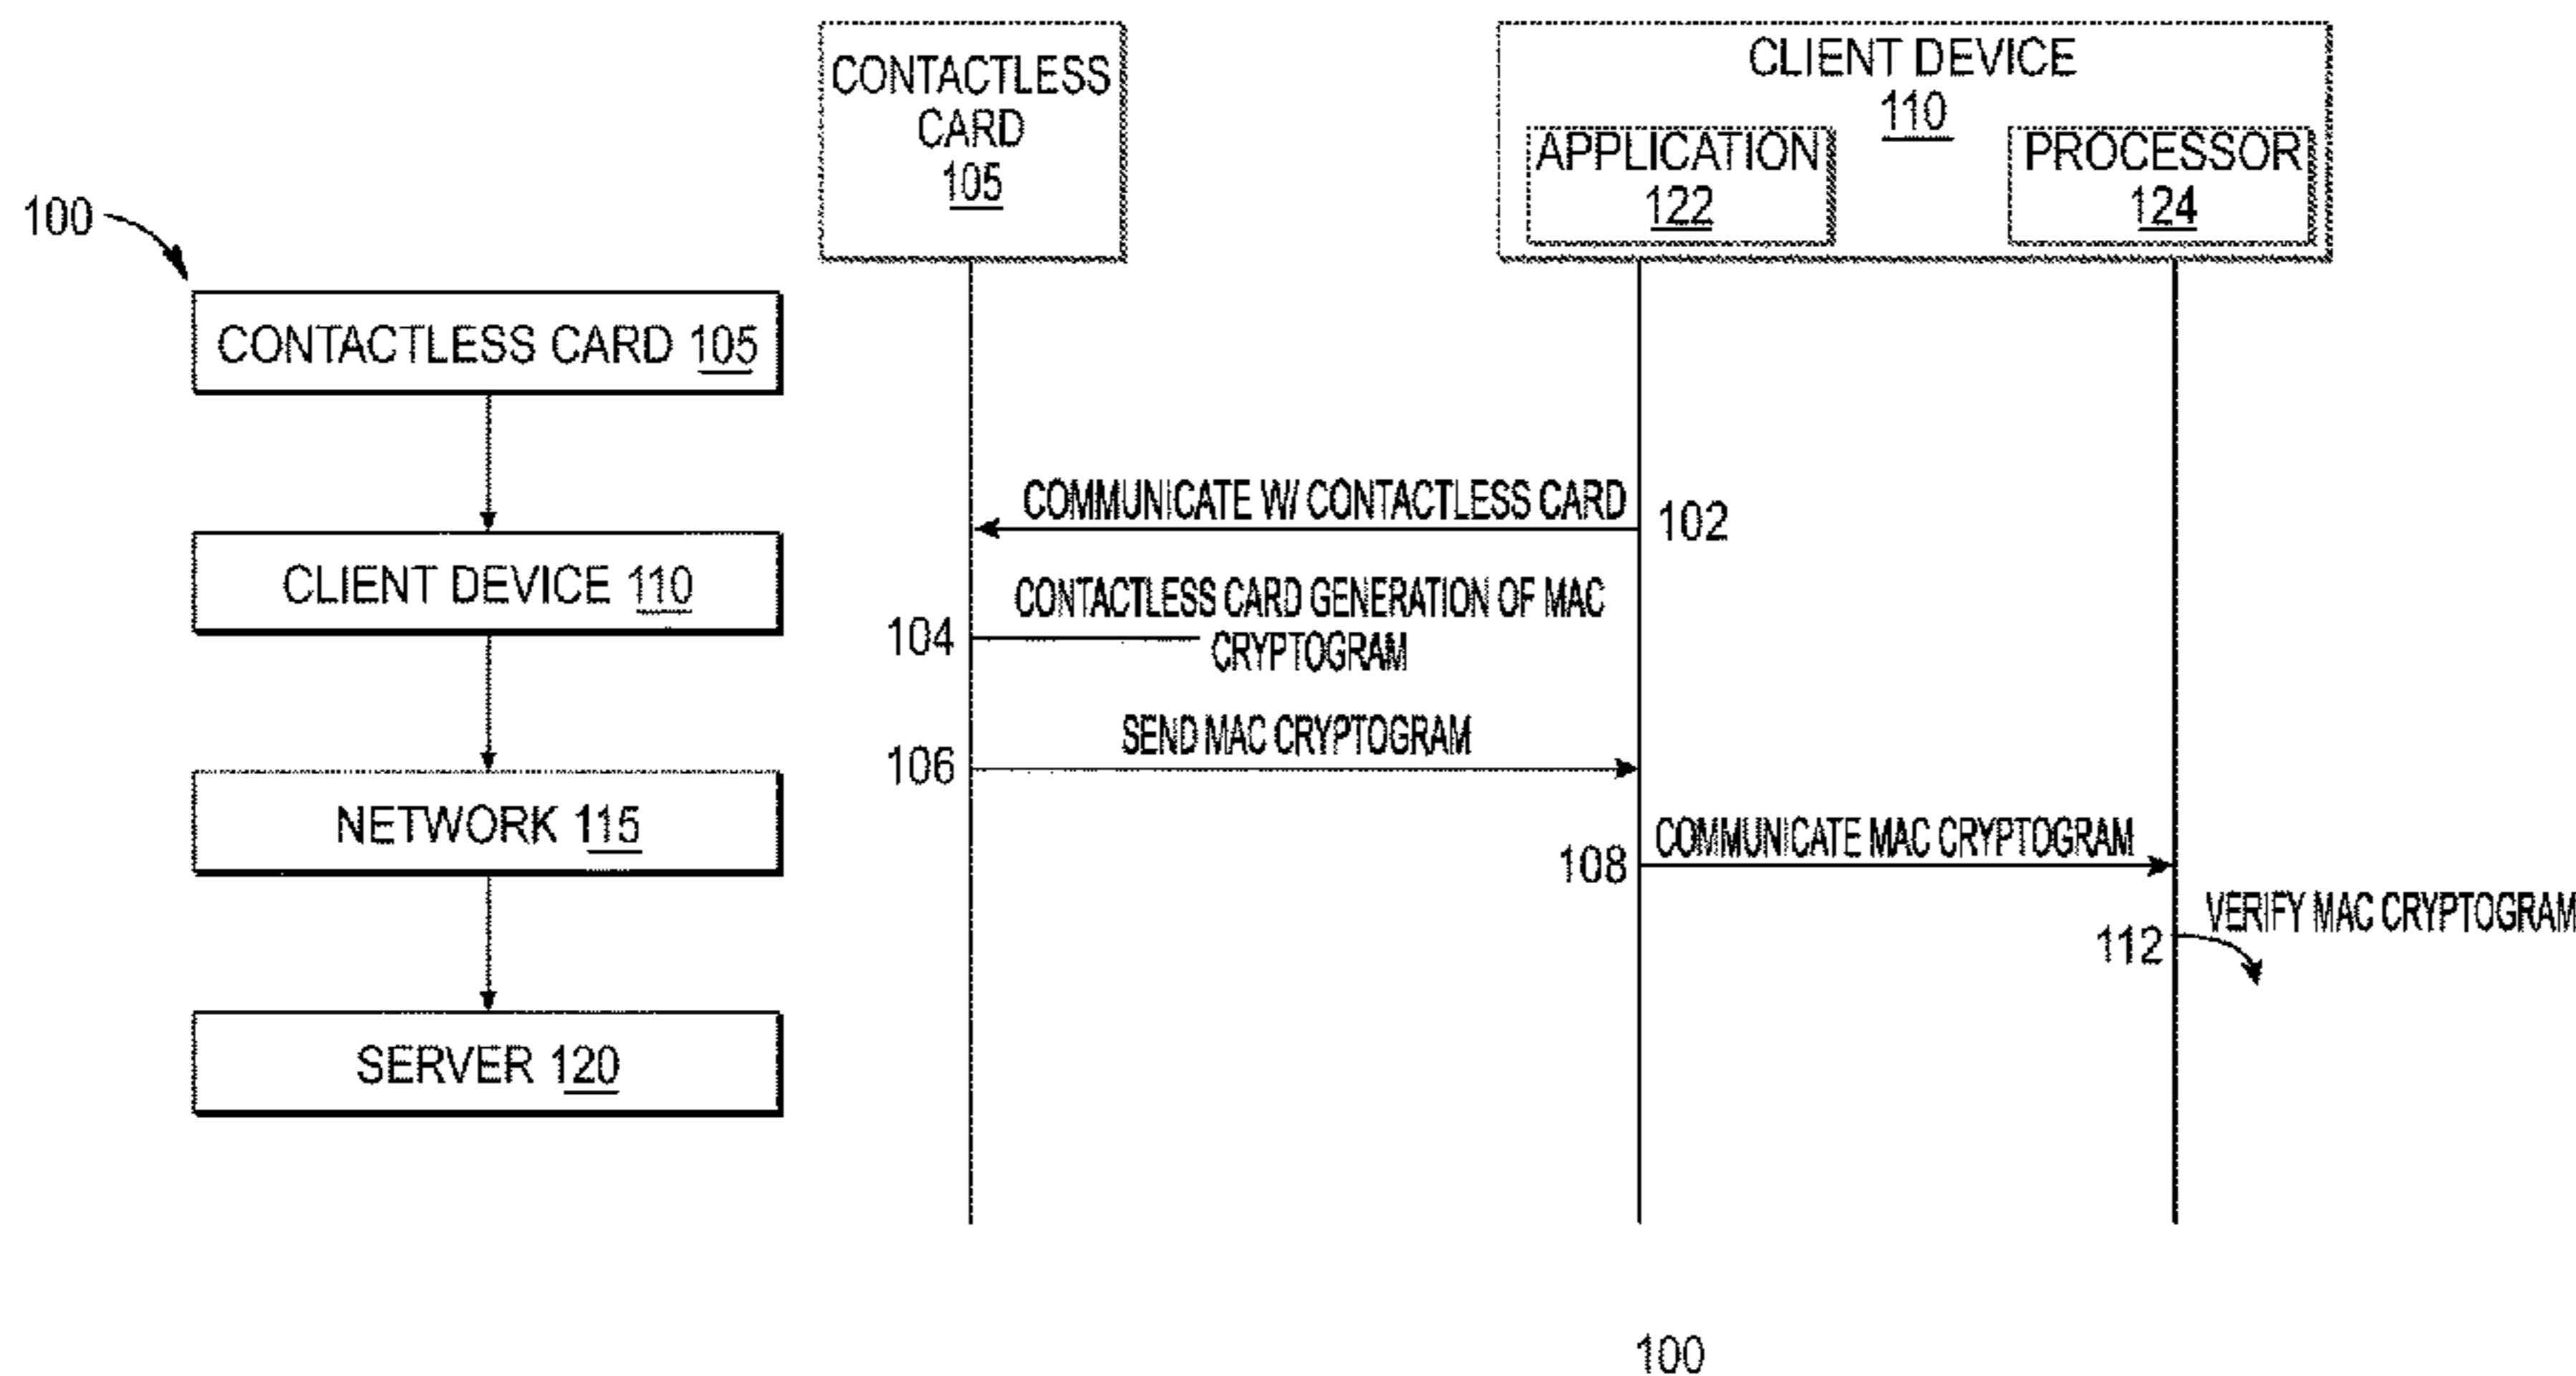 100
CONTACTLESS CARD 105
CLIENT DEVICE 110
NETWORK 115
SERVER 120
CONTACTLESS
CARD
105
CLIENT DEVICE
110
APPLICATION
122
PROCESSOR
124
COMMUNICATE W/ CONTACTLESS CARD
102
CONTACTLESS CARD GENERATION OF MAC
104
CRYPTOGRAM
SEND MAC CRYPTOGRAM
106
COMMUNICATE MAC CRYPTOGRAM
108
VERIFY MAC CRYPTOGRAM
112
100